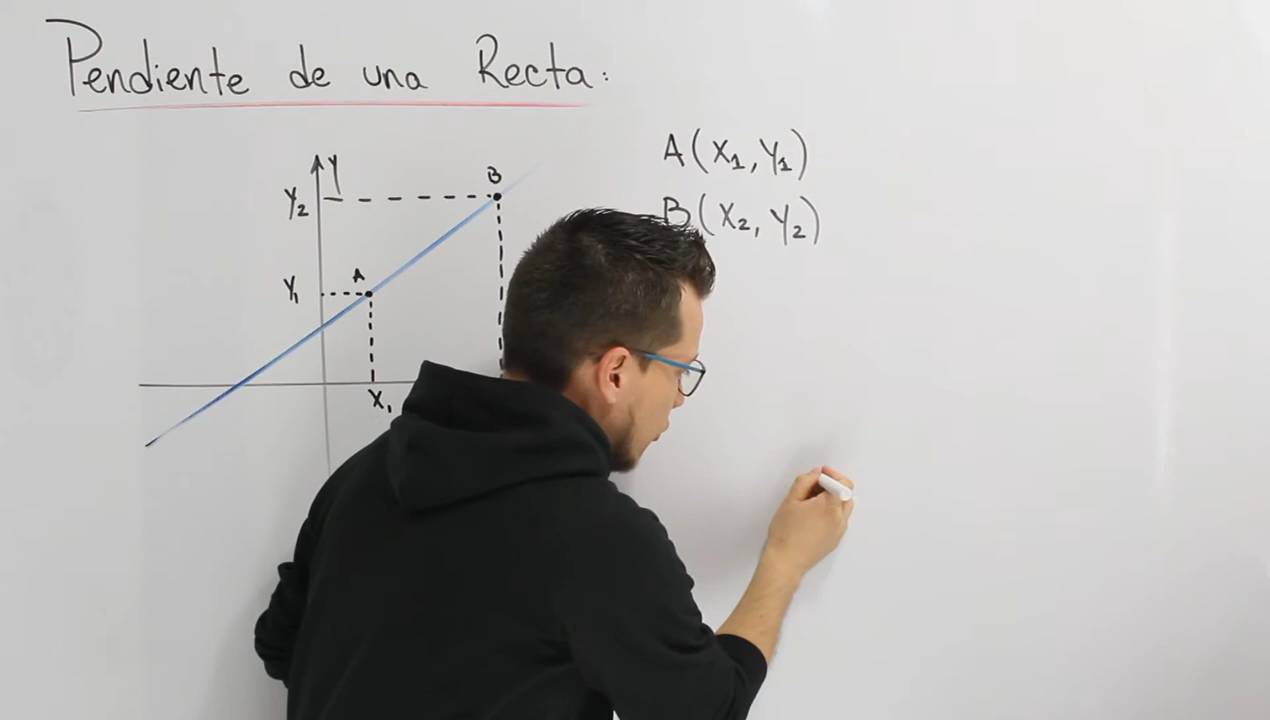 Pendiente de una Recta:
A(X₁, Y₁)
B(X₂, Y₂)
Y
B
Y₂
A
Y₁
X₁